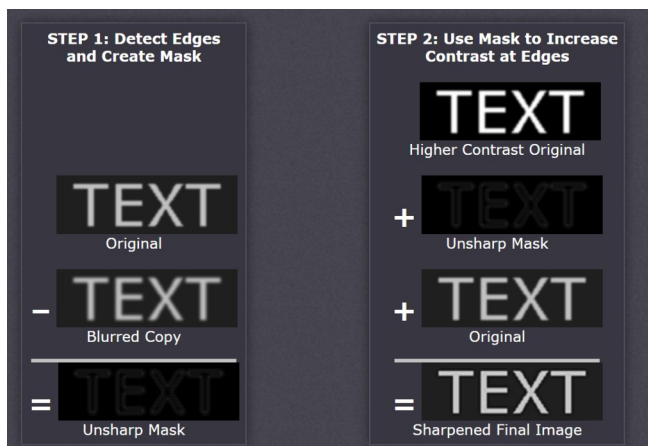 STEP 1: Detect Edges
and Create Mask
TEXT
Original
− TEXT
Blurred Copy
= TEXT
Unsharp Mask
STEP 2: Use Mask to Increase
Contrast at Edges
TEXT
Higher Contrast Original
+ TEXT
Unsharp Mask
+ TEXT
Original
= TEXT
Sharpened Final Image